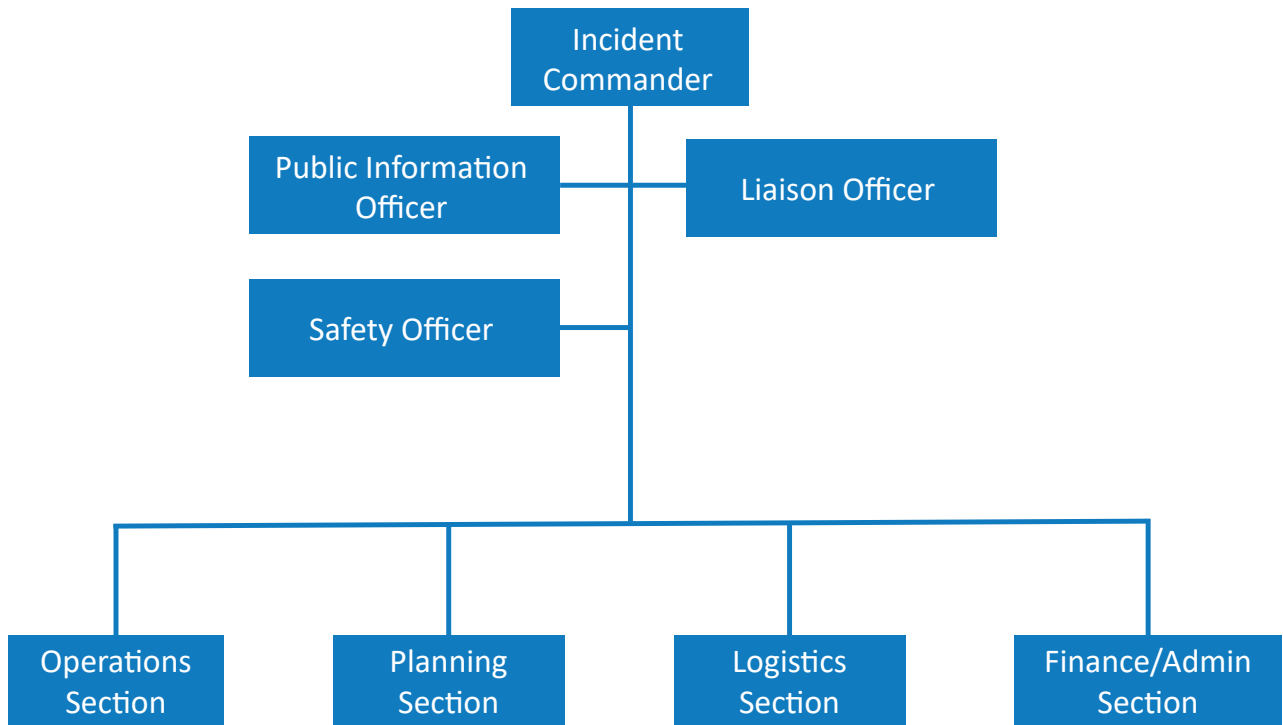 Incident
Commander
Public Information
Officer
Liaison Officer
Safety Officer
Operations
Section
Planning
Section
Logistics
Section
Finance/Admin
Section